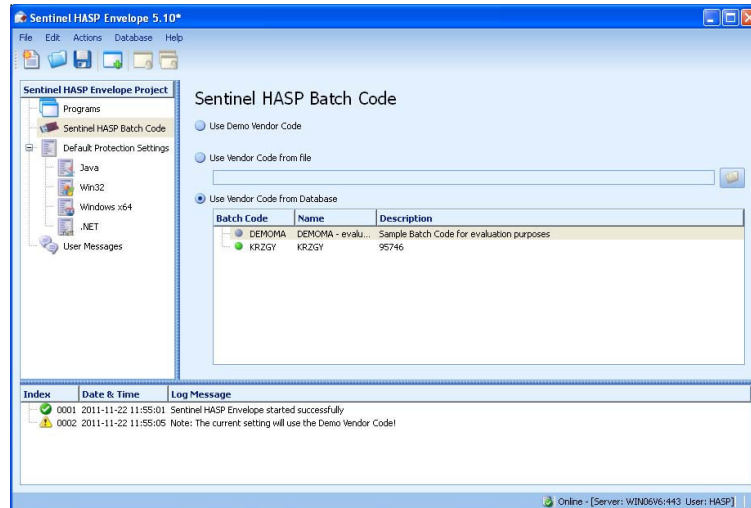 Sentinel HASP Envelope 5.10*
File Edit Actions Database Help
Sentinel HASP Envelope Project
Programs
Sentinel HASP Batch Code
Default Protection Settings
Java
Win32
Windows x64
.NET
User Messages
Sentinel HASP Batch Code
Use Demo Vendor Code
Use Vendor Code from file
Use Vendor Code from Database
Batch Code Name Description
DEMOMA DEMOMA - evalu... Sample Batch Code for evaluation purposes
KRZGY KRZGY 95746
Index Date & Time Log Message
0001 2011-11-22 11:55:01 Sentinel HASP Envelope started successfully
0002 2011-11-22 11:55:05 Note: The current setting will use the Demo Vendor Code!
Online - [Server: WIN06V6:443 User: HASP]